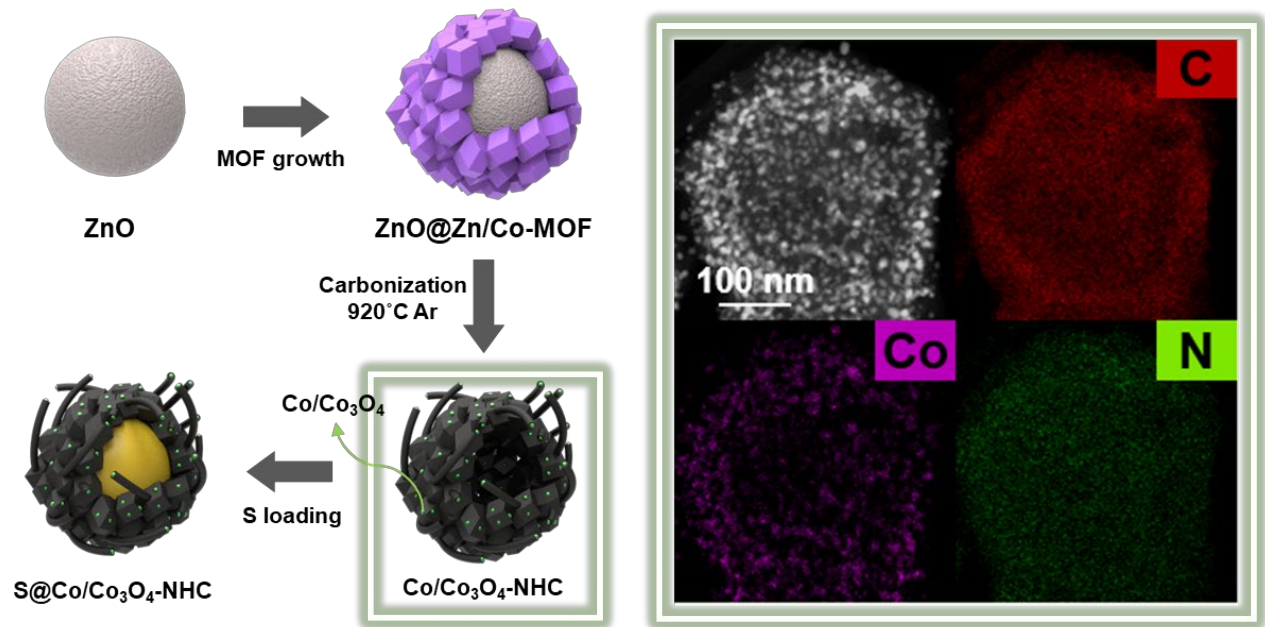 ZnO
MOF growth
ZnO@Zn/Co-MOF
Carbonization
920˚C Ar
Co/Co₃O₄
S loading
S@Co/Co₃O₄-NHC
Co/Co₃O₄-NHC
C
100 nm
Co
N